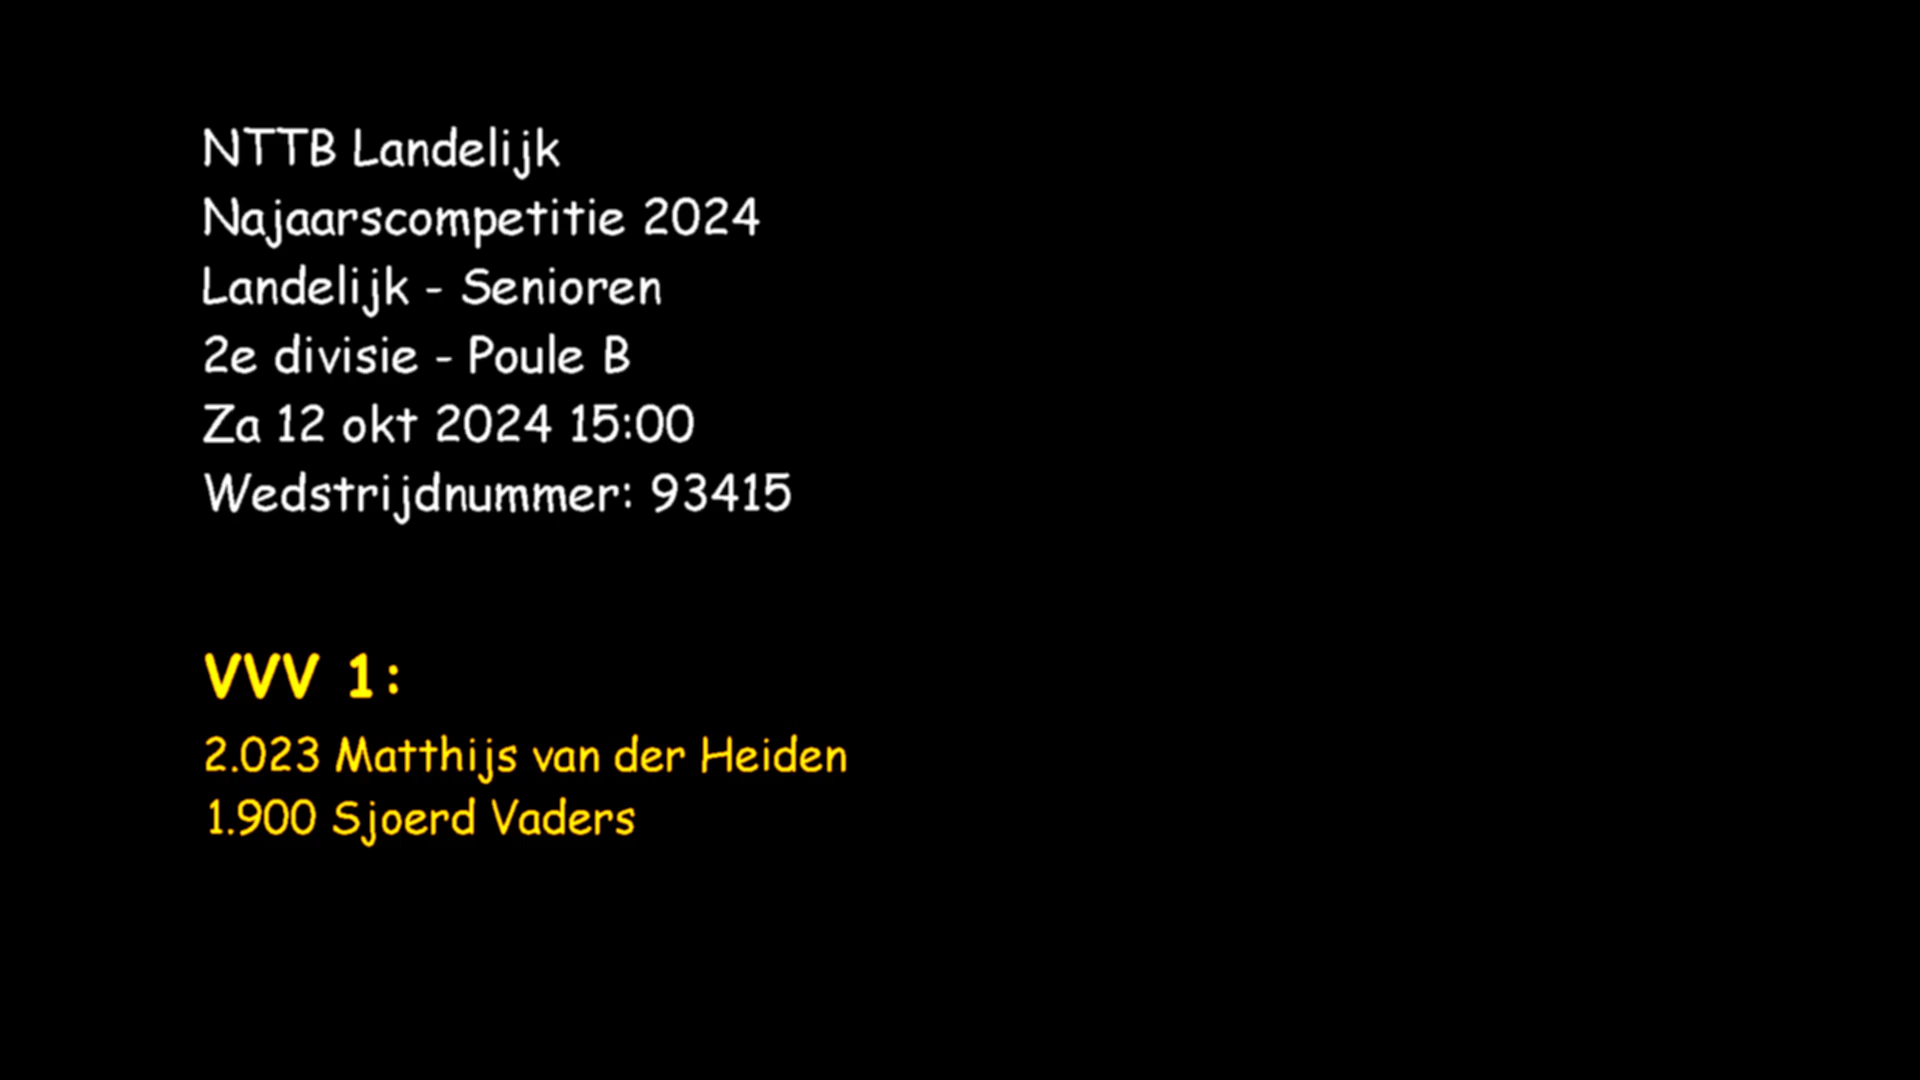 NTTB Landelijk
Najaarscompetitie 2024
Landelijk - Senioren
2e divisie - Poule B
Za 12 okt 2024 15:00
Wedstrijdnummer: 93415
VVV 1:
2.023 Matthijs van der Heiden
1.900 Sjoerd Vaders